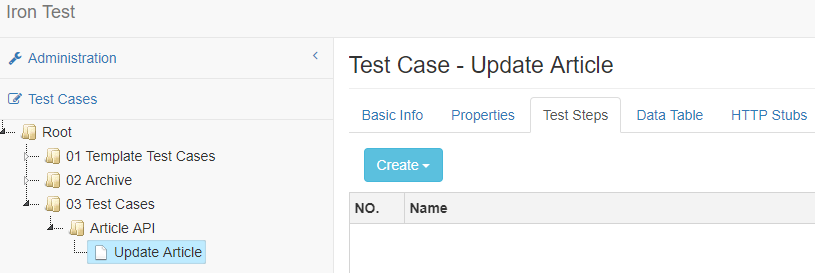 Iron Test
Administration
Test Cases
Root
01 Template Test Cases
02 Archive
03 Test Cases
Article API
Update Article
Test Case - Update Article
Basic Info Properties Test Steps Data Table HTTP Stubs
Create
NO. Name